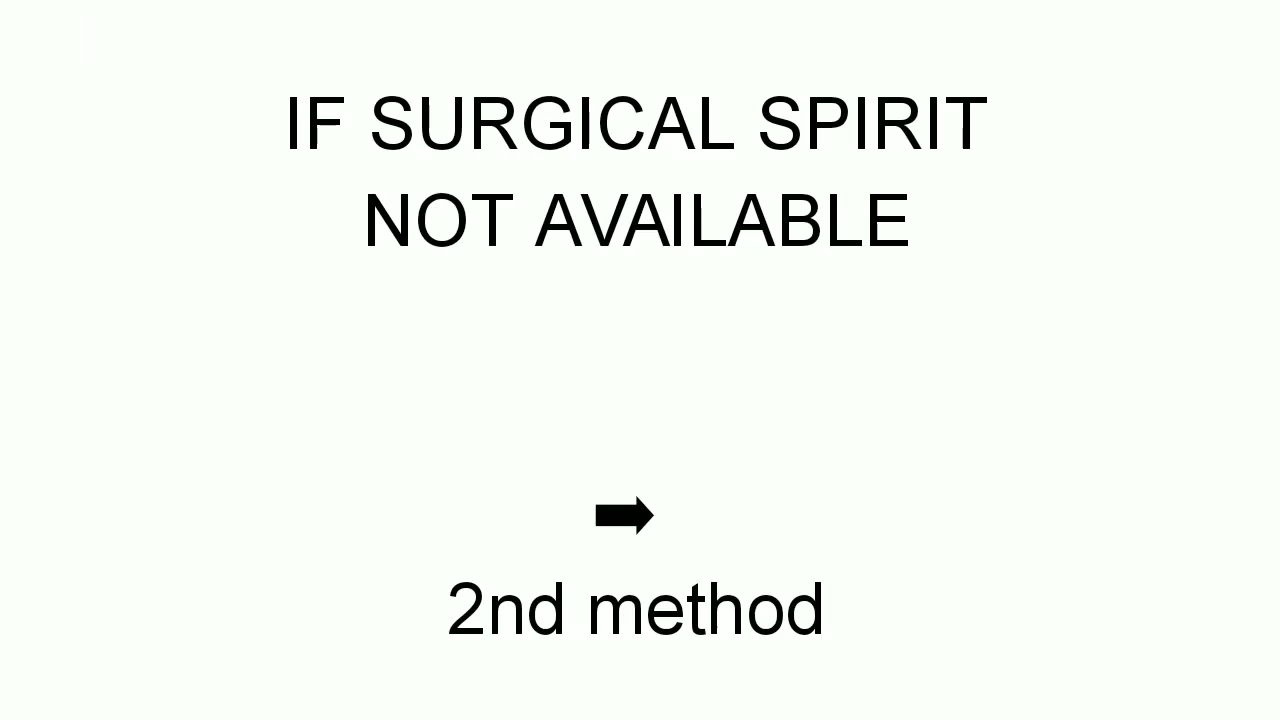 IF SURGICAL SPIRIT
NOT AVAILABLE
➡
2nd method